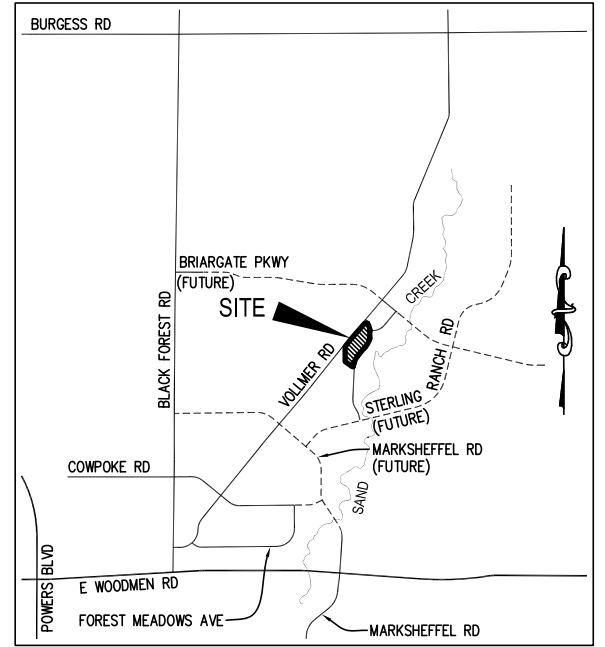 BURGESS RD
BRIARGATE PKWY
(FUTURE)
SITE
CREEK
BLACK FOREST RD
VOLLMER RD
STERLING RANCH RD
(FUTURE)
MARKSHEFFEL RD
(FUTURE)
COWPOKE RD
SAND
POWERS BLVD
E WOODMEN RD
FOREST MEADOWS AVE
MARKSHEFFEL RD